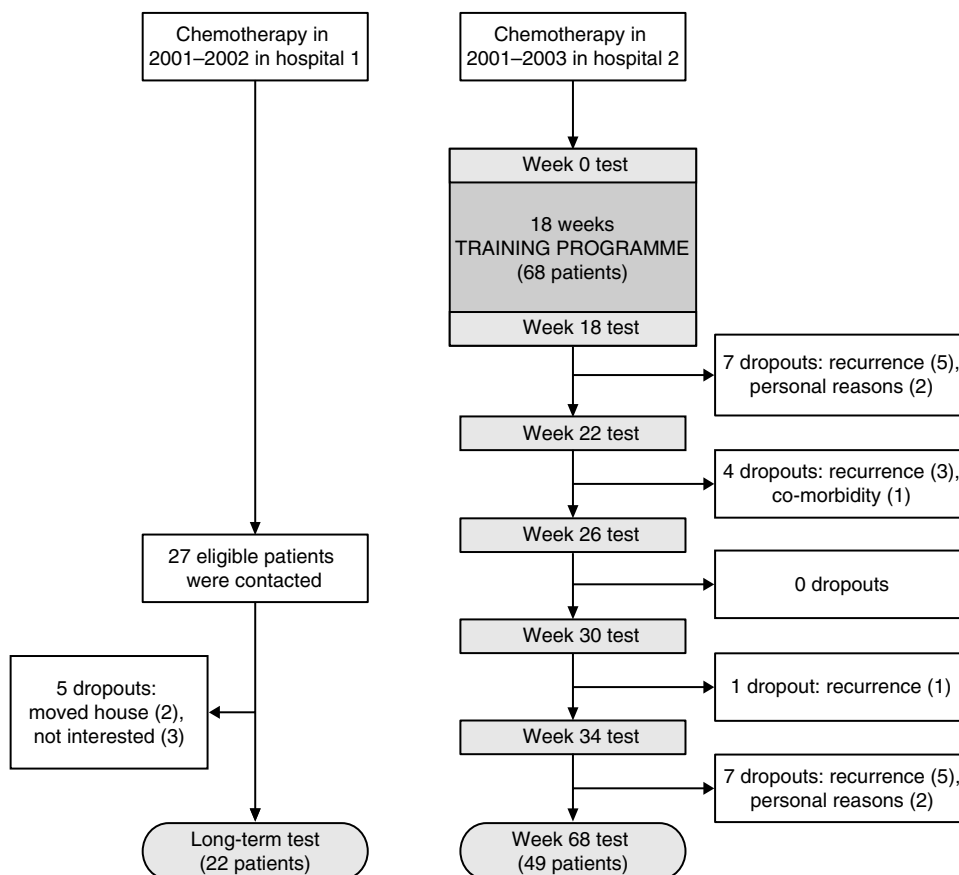 Chemotherapy in
2001–2002 in hospital 1
27 eligible patients
were contacted
5 dropouts:
moved house (2),
not interested (3)
Long-term test
(22 patients)
Chemotherapy in
2001–2003 in hospital 2
Week 0 test
18 weeks
TRAINING PROGRAMME
(68 patients)
Week 18 test
7 dropouts: recurrence (5),
personal reasons (2)
Week 22 test
4 dropouts: recurrence (3),
co-morbidity (1)
Week 26 test
0 dropouts
Week 30 test
1 dropout: recurrence (1)
Week 34 test
7 dropouts: recurrence (5),
personal reasons (2)
Week 68 test
(49 patients)